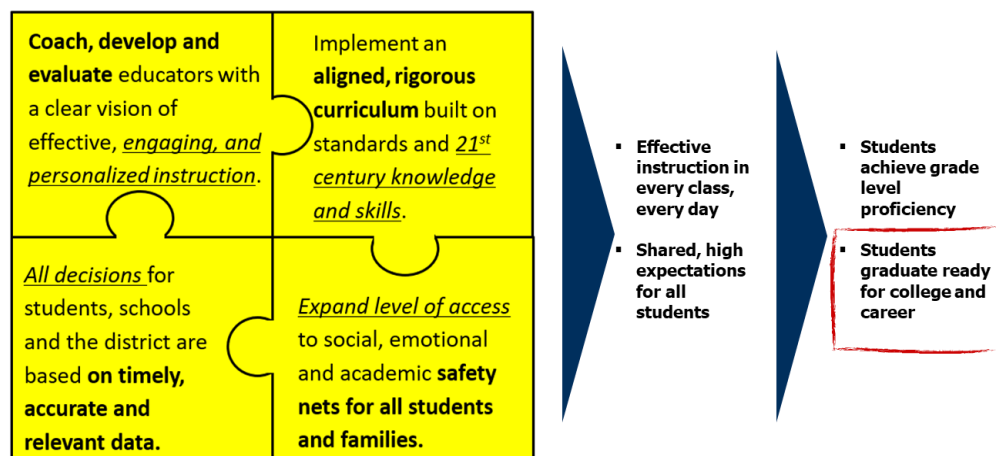 Coach, develop and
evaluate educators with
a clear vision of
effective, engaging, and
personalized instruction.
Implement an
aligned, rigorous
curriculum built on
standards and 21st
century knowledge
and skills.
All decisions for
students, schools
and the district are
based on timely,
accurate and
relevant data.
Expand level of access
to social, emotional
and academic safety
nets for all students
and families.
▪ Effective
instruction in
every class,
every day
▪ Shared, high
expectations
for all
students
▪ Students
achieve grade
level
proficiency
▪ Students
graduate ready
for college and
career